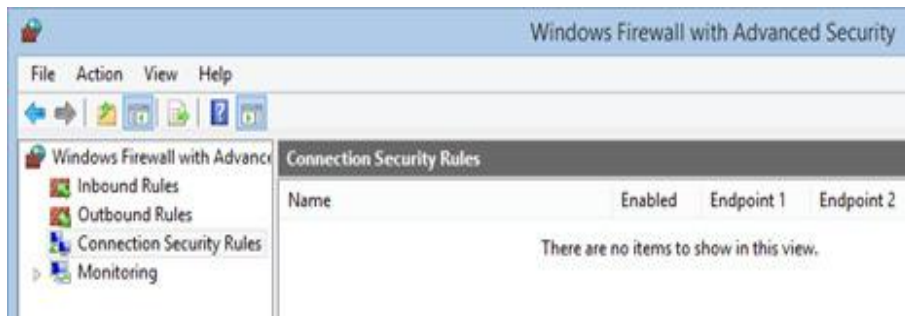 Windows Firewall with Advanced Security
File Action View Help
Windows Firewall with Advanc
Inbound Rules
Outbound Rules
Connection Security Rules
Monitoring
Connection Security Rules
Name Enabled Endpoint 1 Endpoint 2
There are no items to show in this view.